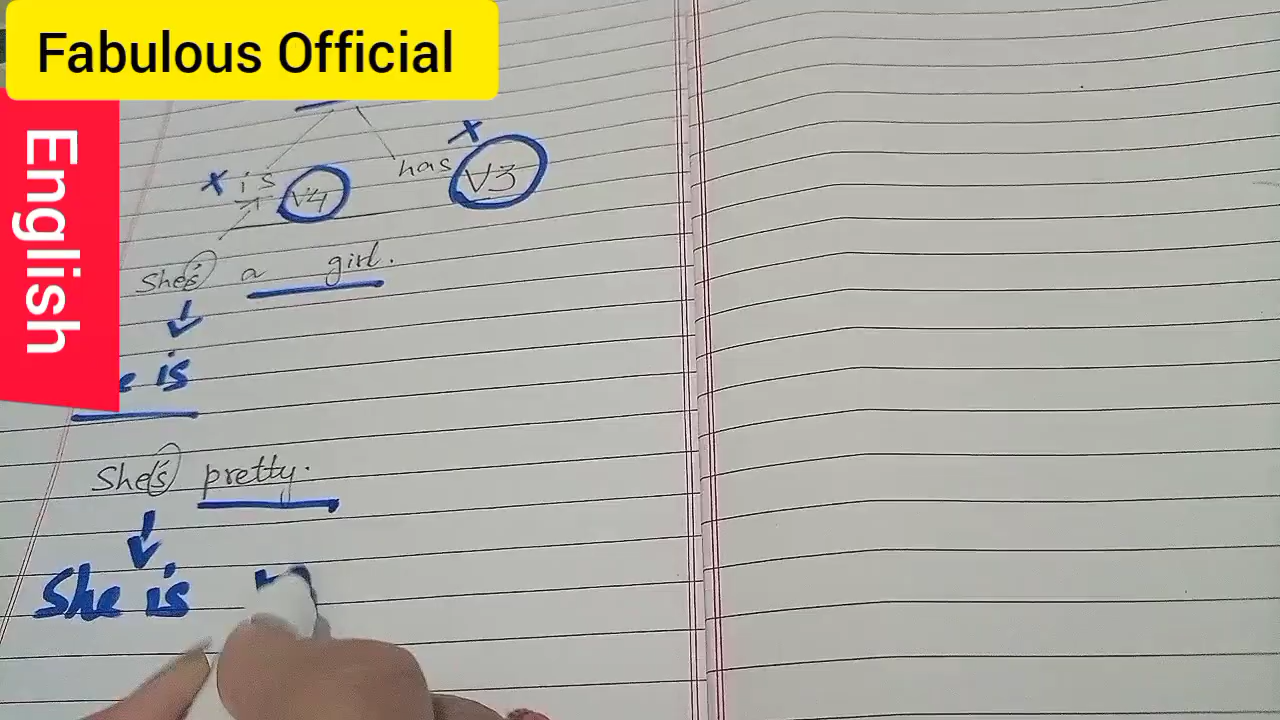 Fabulous Official
English
x is V4
has x V3
She's a girl.
e is
She's pretty.
She is